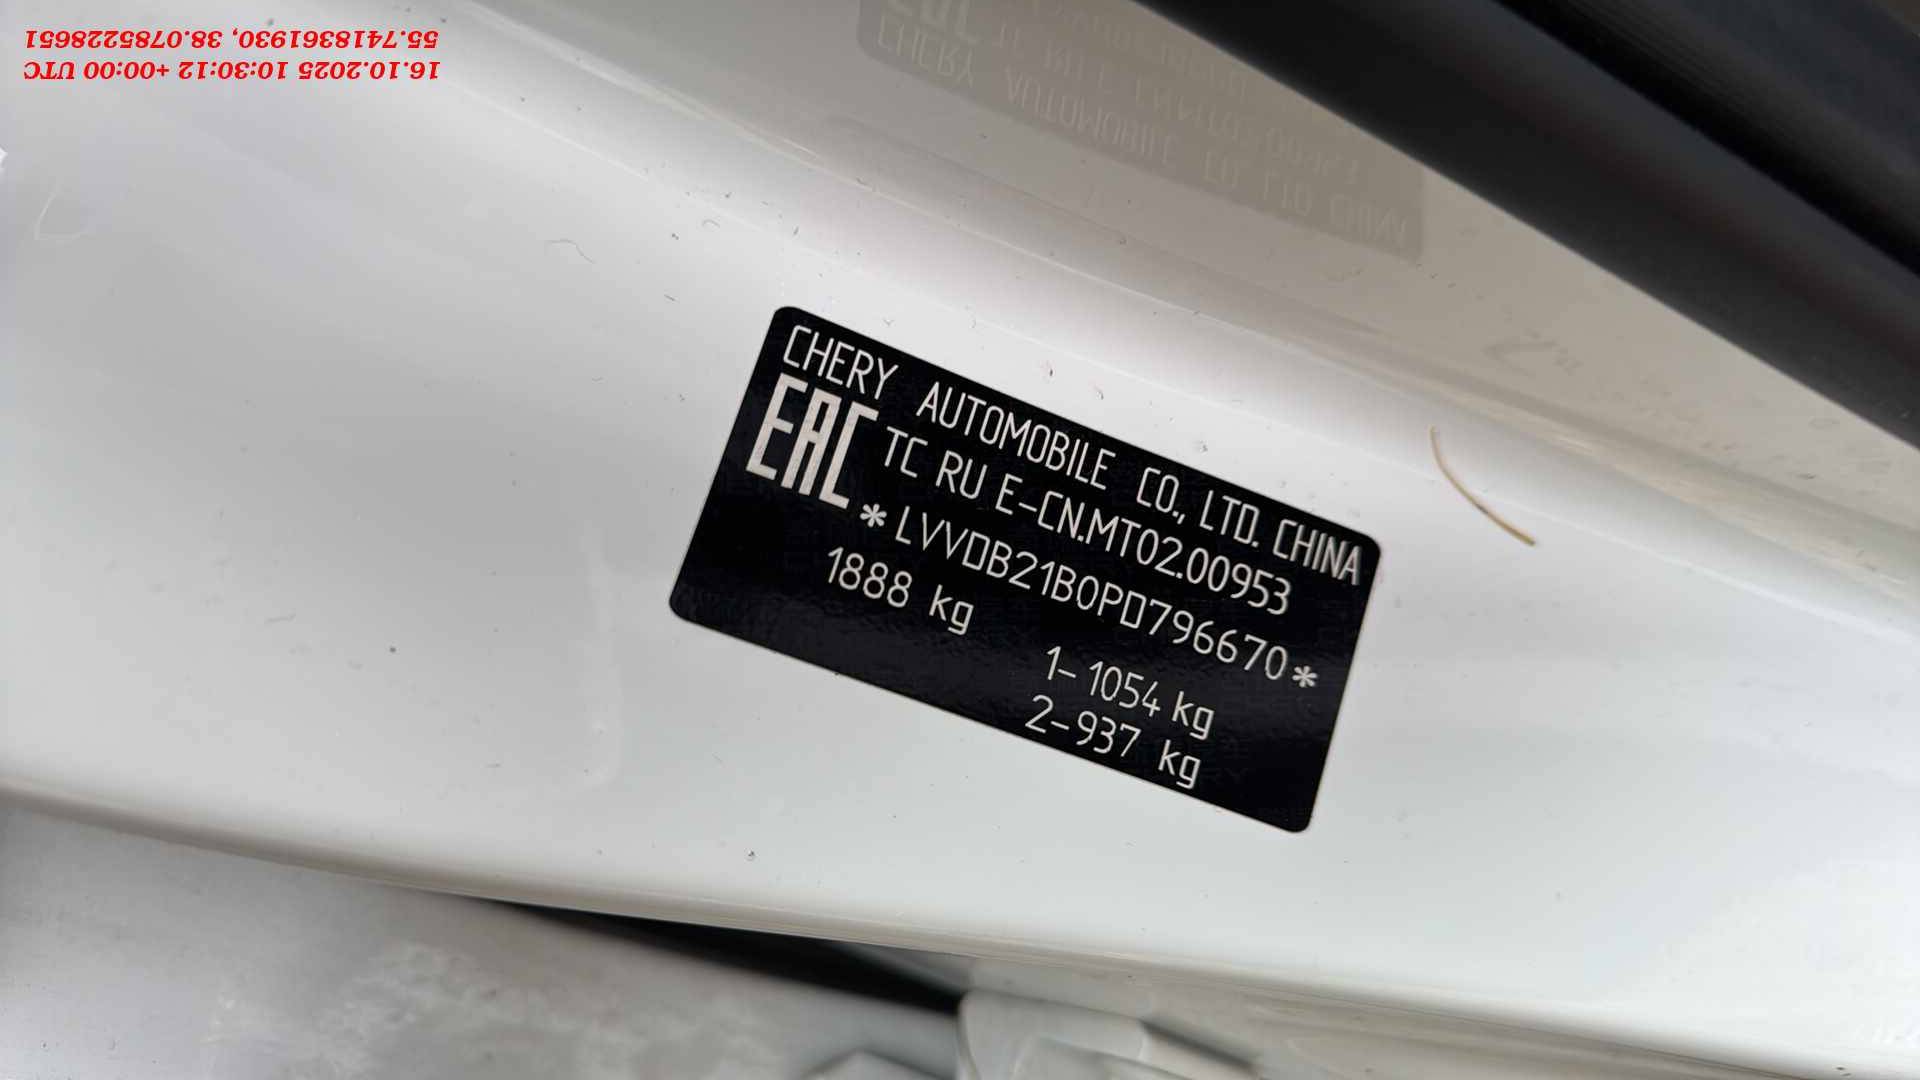 16.10.2025 10:30:12 +00:00 UTC
55.7418361930, 38.0785228651
CHERY AUTOMOBILE CO., LTD. CHINA
EAC TC RU E-CN.MT02.00953
*LVVDB21B0PD796670*
1888 kg
1-1054 kg
2-937 kg